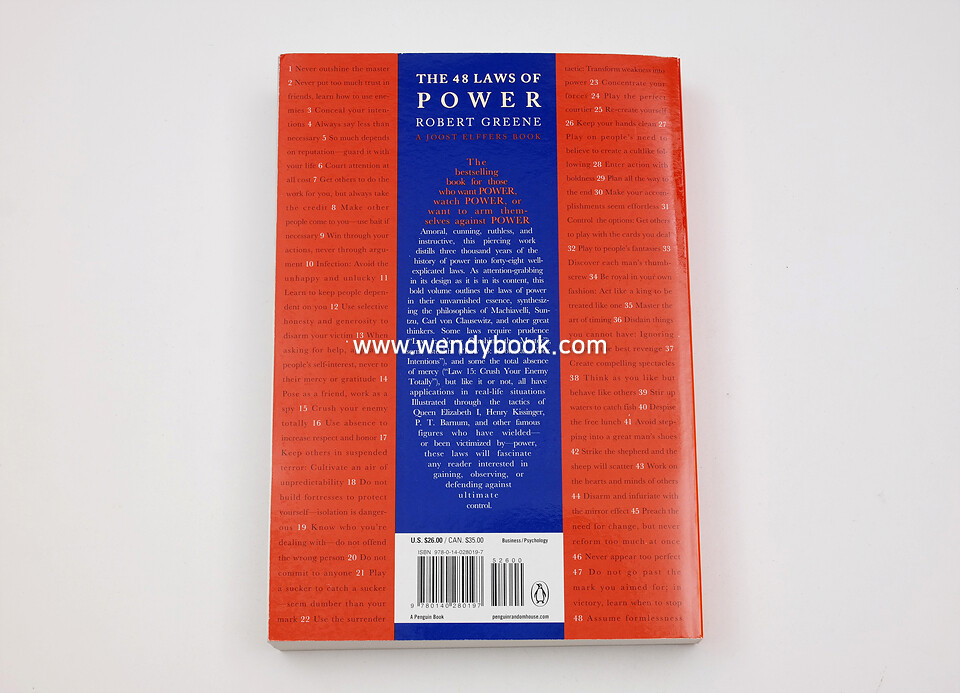 1 Never outshine the master
2 Never put too much trust in
friends, learn how to use ene-
mies 3 Conceal your inten-
tions 4 Always say less than
necessary 5 So much depends
on reputation—guard it with
your life 6 Court attention at
all cost 7 Get others to do the
work for you, but always take
the credit 8 Make other
people come to you—use bait if
necessary 9 Win through your
actions, never through argu-
ment 10 Infection: Avoid the
unhappy and unlucky 11
Learn to keep people depen-
dent on you 12 Use selective
honesty and generosity to
disarm your victim 13 When
asking for help,
people's self-interest, never to
their mercy or gratitude 14
Pose as a friend, work as a
spy 15 Crush your enemy
totally 16 Use absence to
increase respect and honor 17
Keep others in suspended
terror: Cultivate an air of
unpredictability 18 Do not
build fortresses to protect
yourself—isolation is danger-
ous 19 Know who you're
dealing with—do not offend
the wrong person 20 Do not
commit to anyone 21 Play
a sucker to catch a sucker
—seem dumber than your
mark 22 Use the surrender
THE 48 LAWS OF
POWER
ROBERT GREENE
A JOOST ELFFERS BOOK
The
bestselling
book for those
who want POWER,
watch POWER, or
want to arm them-
selves against POWER
Amoral, cunning, ruthless, and
instructive, this piercing work
distills three thousand years of the
history of power into forty-eight well-
explicated laws. As attention-grabbing
in its design as it is in its content, this
bold volume outlines the laws of power
in their unvarnished essence, synthesiz-
ing the philosophies of Machiavelli, Sun-
tzu, Carl von Clausewitz, and other great
thinkers. Some laws require prudence
www.wendybook.com
Intentions"), and some the total absence
of mercy ("Law 15: Crush Your Enemy
Totally"), but like it or not, all have
applications in real-life situations
Illustrated through the tactics of
Queen Elizabeth I, Henry Kissinger,
P. T. Barnum, and other famous
figures who have wielded—
or been victimized by—power,
these laws will fascinate
any reader interested in
gaining, observing, or
defending against
ultimate
control.
U.S. $26.00 / CAN. $35.00 Business/Psychology
ISBN 978-0-14-028019-7
52600
9 780140 280197
A Penguin Book penguinrandomhouse.com
tactic: Transform weakness into
power 23 Concentrate your
forces 24 Play the perfect
courtier 25 Re-create yourself
26 Keep your hands clean 27
Play on people's need to
believe to create a cultlike fol-
lowing 28 Enter action with
boldness 29 Plan all the way to
the end 30 Make your accom-
plishments seem effortless 31
Control the options: Get others
to play with the cards you deal
32 Play to people's fantasies 33
Discover each man's thumb-
screw 34 Be royal in your own
fashion: Act like a king to be
treated like one 35 Master the
art of timing 36 Disdain things
you cannot have: Ignoring
best revenge 37
Create compelling spectacles
38 Think as you like but
behave like others 39 Stir up
waters to catch fish 40 Despise
the free lunch 41 Avoid step-
ping into a great man's shoes
42 Strike the shepherd and the
sheep will scatter 43 Work on
the hearts and minds of others
44 Disarm and infuriate with
the mirror effect 45 Preach the
need for change, but never
reform too much at once
46 Never appear too perfect
47 Do not go past the
mark you aimed for; in
victory, learn when to stop
48 Assume formlessness